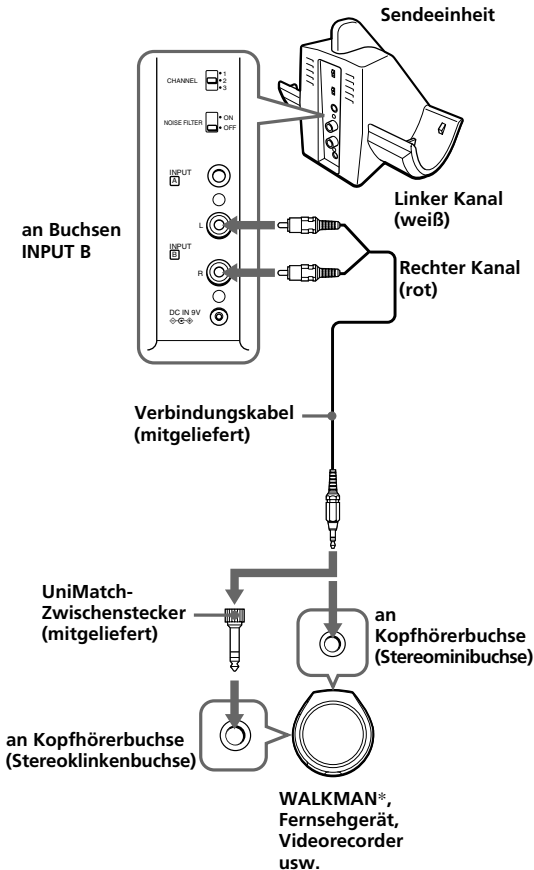 Sendeeinheit
CHANNEL
1
2
3
NOISE FILTER
ON
OFF
INPUT
A
L
INPUT
B
R
DC IN 9V
an Buchsen
INPUT B
Linker Kanal
(weiß)
Rechter Kanal
(rot)
Verbindungskabel
(mitgeliefert)
UniMatch-
Zwischenstecker
(mitgeliefert)
an
Kopfhörerbuchse
(Stereominibuchse)
an Kopfhörerbuchse
(Stereoklinkenbuchse)
WALKMAN*,
Fernsehgerät,
Videorecorder
usw.